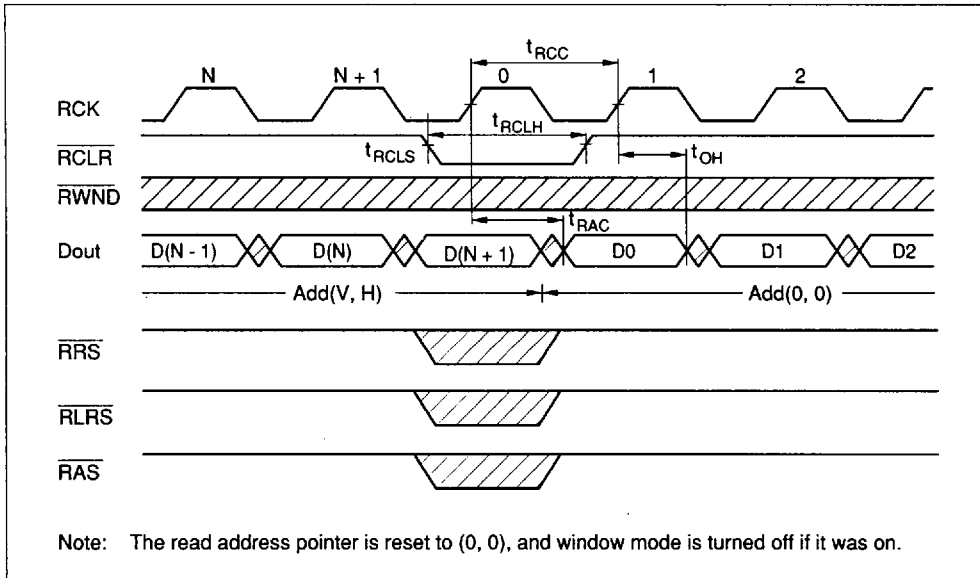 t_RCC
N N + 1 0 1 2
RCK
t_RCLH
t_RCLS
RCLR
t_OH
RWND
t_RAC
Dout D(N - 1) D(N) D(N + 1) D0 D1 D2
Add(V, H) Add(0, 0)
RRS
RLRS
RAS
Note: The read address pointer is reset to (0, 0), and window mode is turned off if it was on.